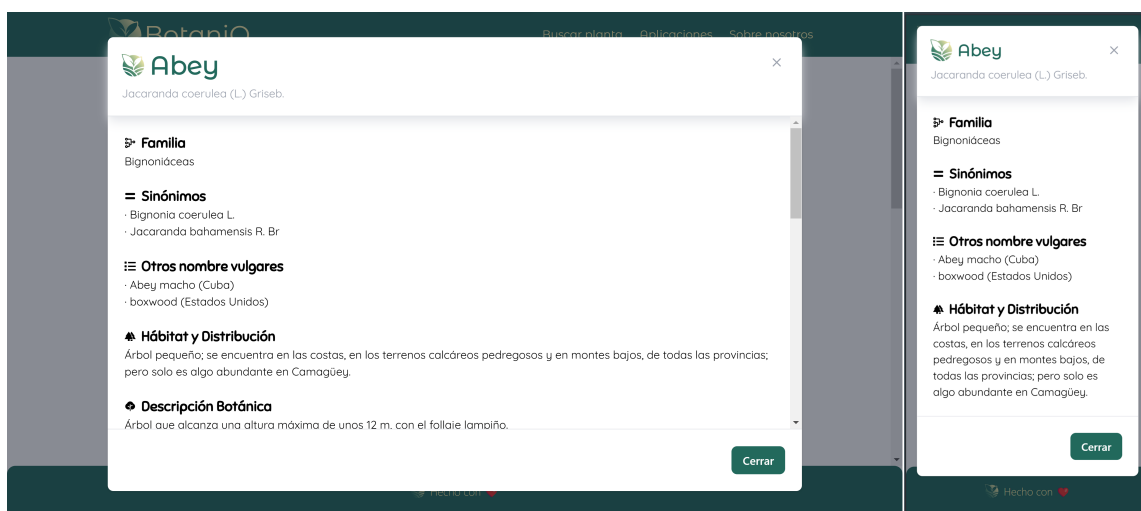 BotaniQ
Buscar planta Aplicaciones Sobre nosotros
Abey
×
Jacaranda coerulea (L.) Griseb.
Familia
Bignoniáceas
Sinónimos
· Bignonia coerulea L.
· Jacaranda bahamensis R. Br
Otros nombre vulgares
· Abey macho (Cuba)
· boxwood (Estados Unidos)
Hábitat y Distribución
Árbol pequeño; se encuentra en las costas, en los terrenos calcáreos pedregosos y en montes bajos, de todas las provincias;
pero solo es algo abundante en Camagüey.
Descripción Botánica
Árbol que alcanza una altura máxima de unos 12 m, con el follaje lampiño.
Cerrar
Hecho con
Abey
×
Jacaranda coerulea (L.) Griseb.
Familia
Bignoniáceas
Sinónimos
· Bignonia coerulea L.
· Jacaranda bahamensis R. Br
Otros nombre vulgares
· Abey macho (Cuba)
· boxwood (Estados Unidos)
Hábitat y Distribución
Árbol pequeño; se encuentra en las
costas, en los terrenos calcáreos
pedregosos y en montes bajos, de
todas las provincias; pero solo es
algo abundante en Camagüey.
Cerrar
Hecho con